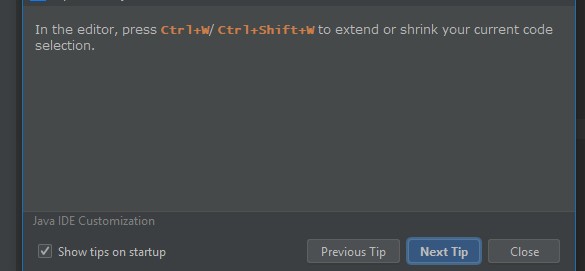 In the editor, press Ctrl+W/ Ctrl+Shift+W to extend or shrink your current code
selection.
Java IDE Customization
Show tips on startup
Previous Tip
Next Tip
Close